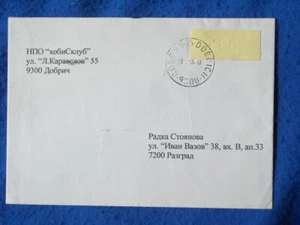 НПО "хобиСклуб"
ул. "Л.Каравелов" 55
9300 Добрич
Радка Стоянова
ул. "Иван Вазов" 38, вх. В, ап.33
7200 Разград